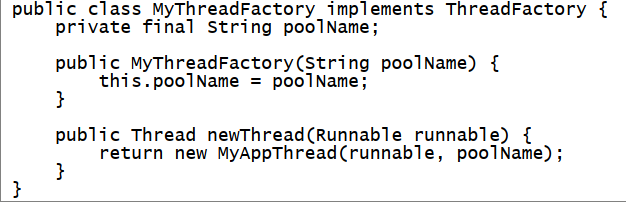 public class MyThreadFactory implements ThreadFactory {
    private final String poolName;

    public MyThreadFactory(String poolName) {
        this.poolName = poolName;
    }

    public Thread newThread(Runnable runnable) {
        return new MyAppThread(runnable, poolName);
    }
}